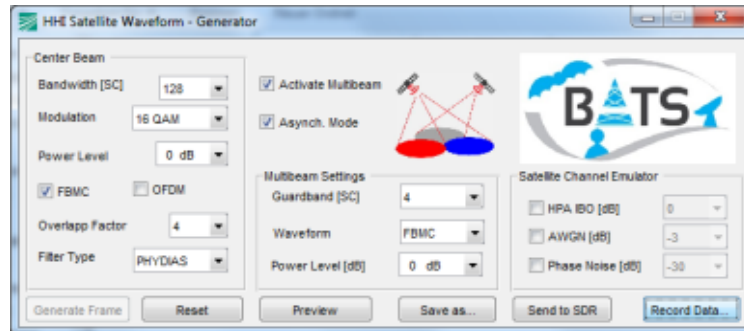 HHI Satellite Waveform - Generator
Center Beam
Bandwidth [SC] 128
Modulation 16 QAM
Power Level 0 dB
FBMC OFDM
Overlapp Factor 4
Filter Type PHYDIAS
Activate Multibeam
Asynch. Mode
BATS
Multibeam Settings
Guardband [SC] 4
Waveform FBMC
Power Level [dB] 0 dB
Satellite Channel Emulator
HPA IBO [dB] 0
AWGN [dB] -3
Phase Noise [dB] -30
Generate Frame Reset Preview Save as... Send to SDR Record Data...